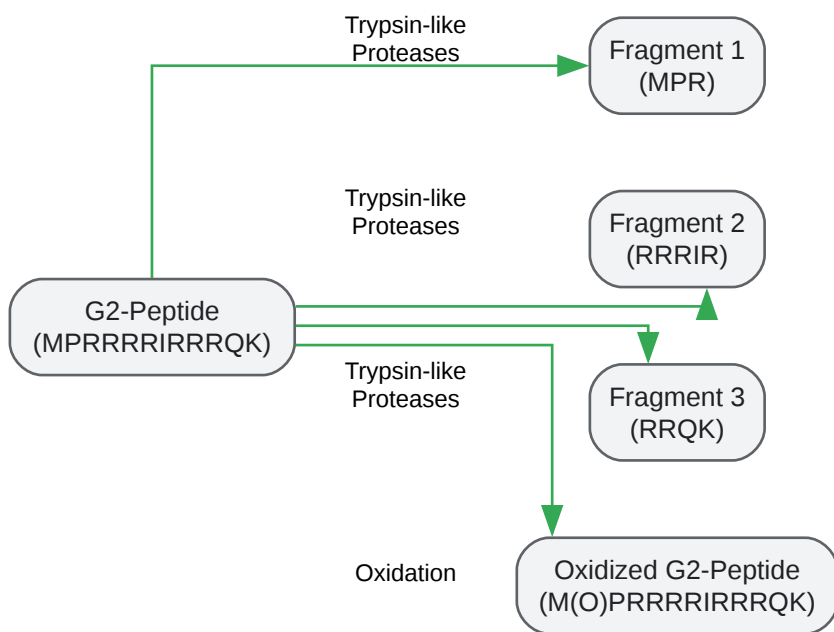 Trypsin-like
Proteases
Fragment 1
(MPR)
Trypsin-like
Proteases
Fragment 2
(RRRIR)
G2-Peptide
(MPRRRRIRRRQK)
Trypsin-like
Proteases
Fragment 3
(RRQK)
Oxidation
Oxidized G2-Peptide
(M(O)PRRRRIRRRQK)